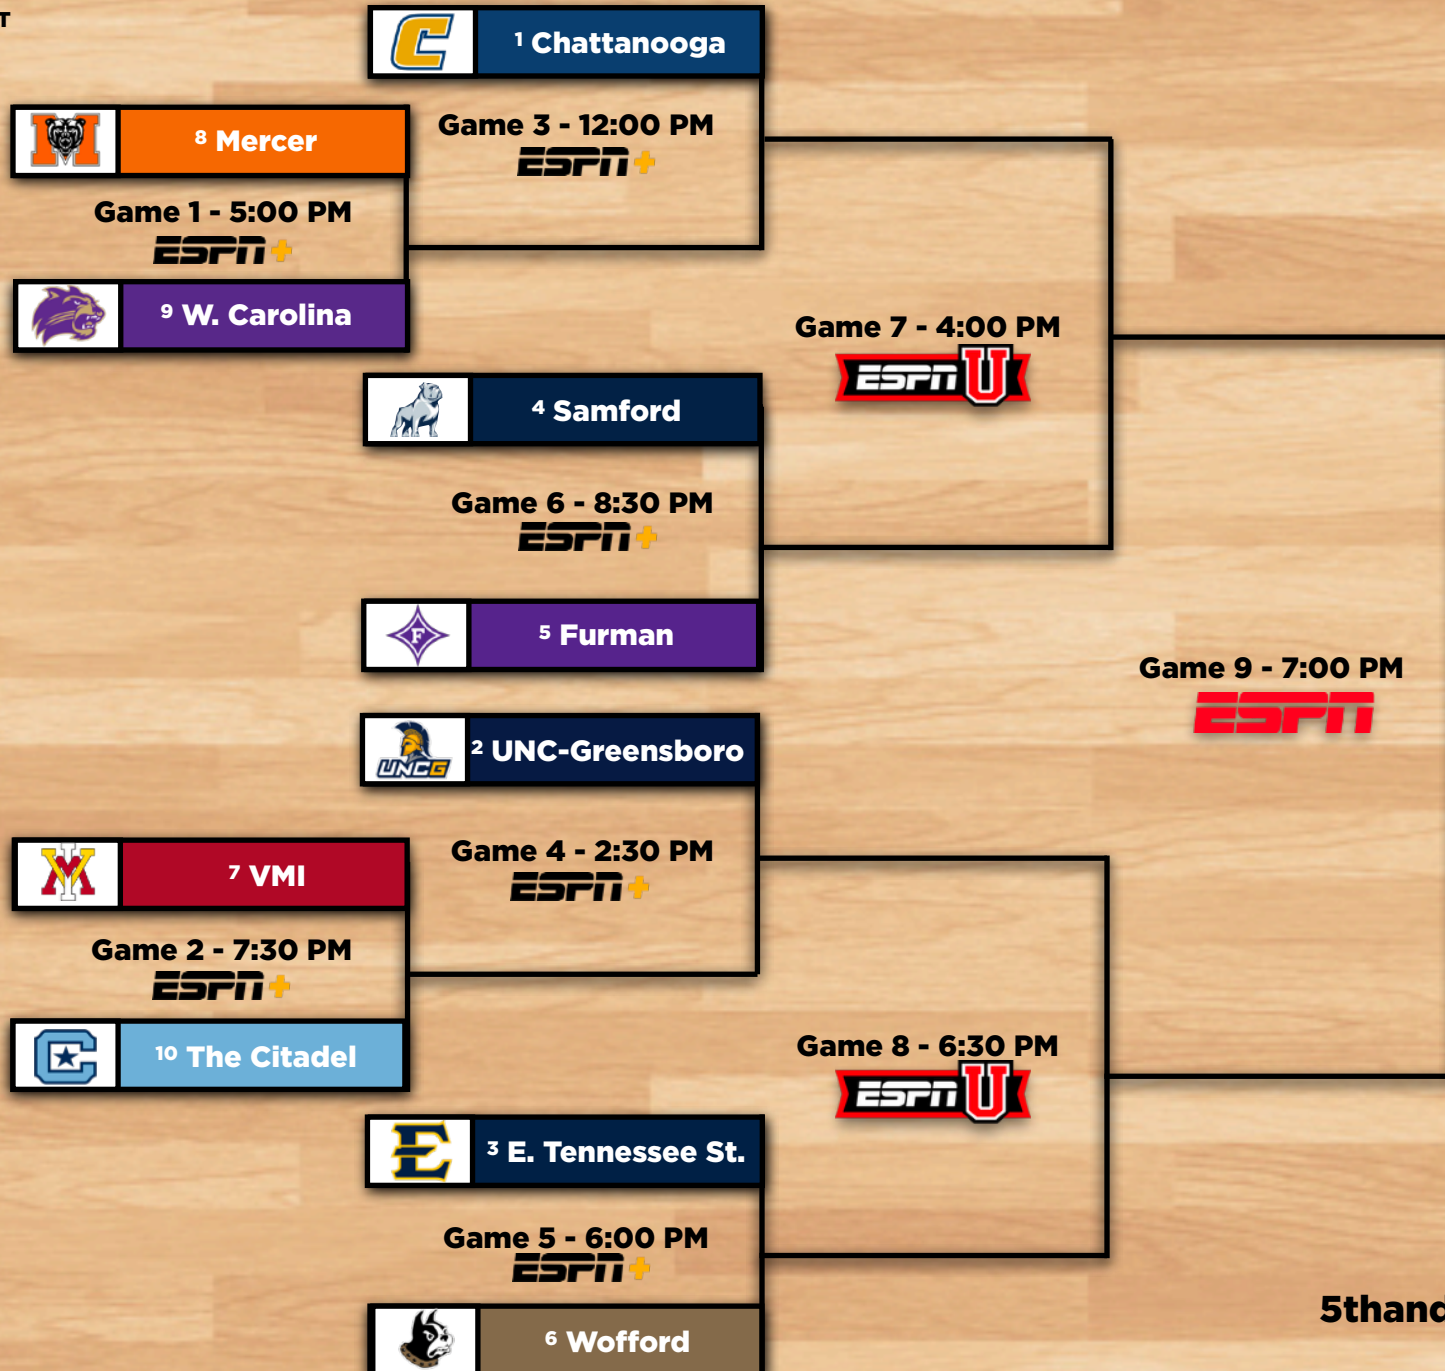 T
1 Chattanooga
8 Mercer
Game 3 - 12:00 PM
ESPN+
Game 1 - 5:00 PM
ESPN+
9 W. Carolina
Game 7 - 4:00 PM
ESPN U
4 Samford
Game 6 - 8:30 PM
ESPN+
F
5 Furman
Game 9 - 7:00 PM
ESPN
UNCG
2 UNC-Greensboro
7 VMI
Game 4 - 2:30 PM
ESPN+
Game 2 - 7:30 PM
ESPN+
10 The Citadel
Game 8 - 6:30 PM
ESPN U
E
3 E. Tennessee St.
Game 5 - 6:00 PM
ESPN+
5thand
6 Wofford